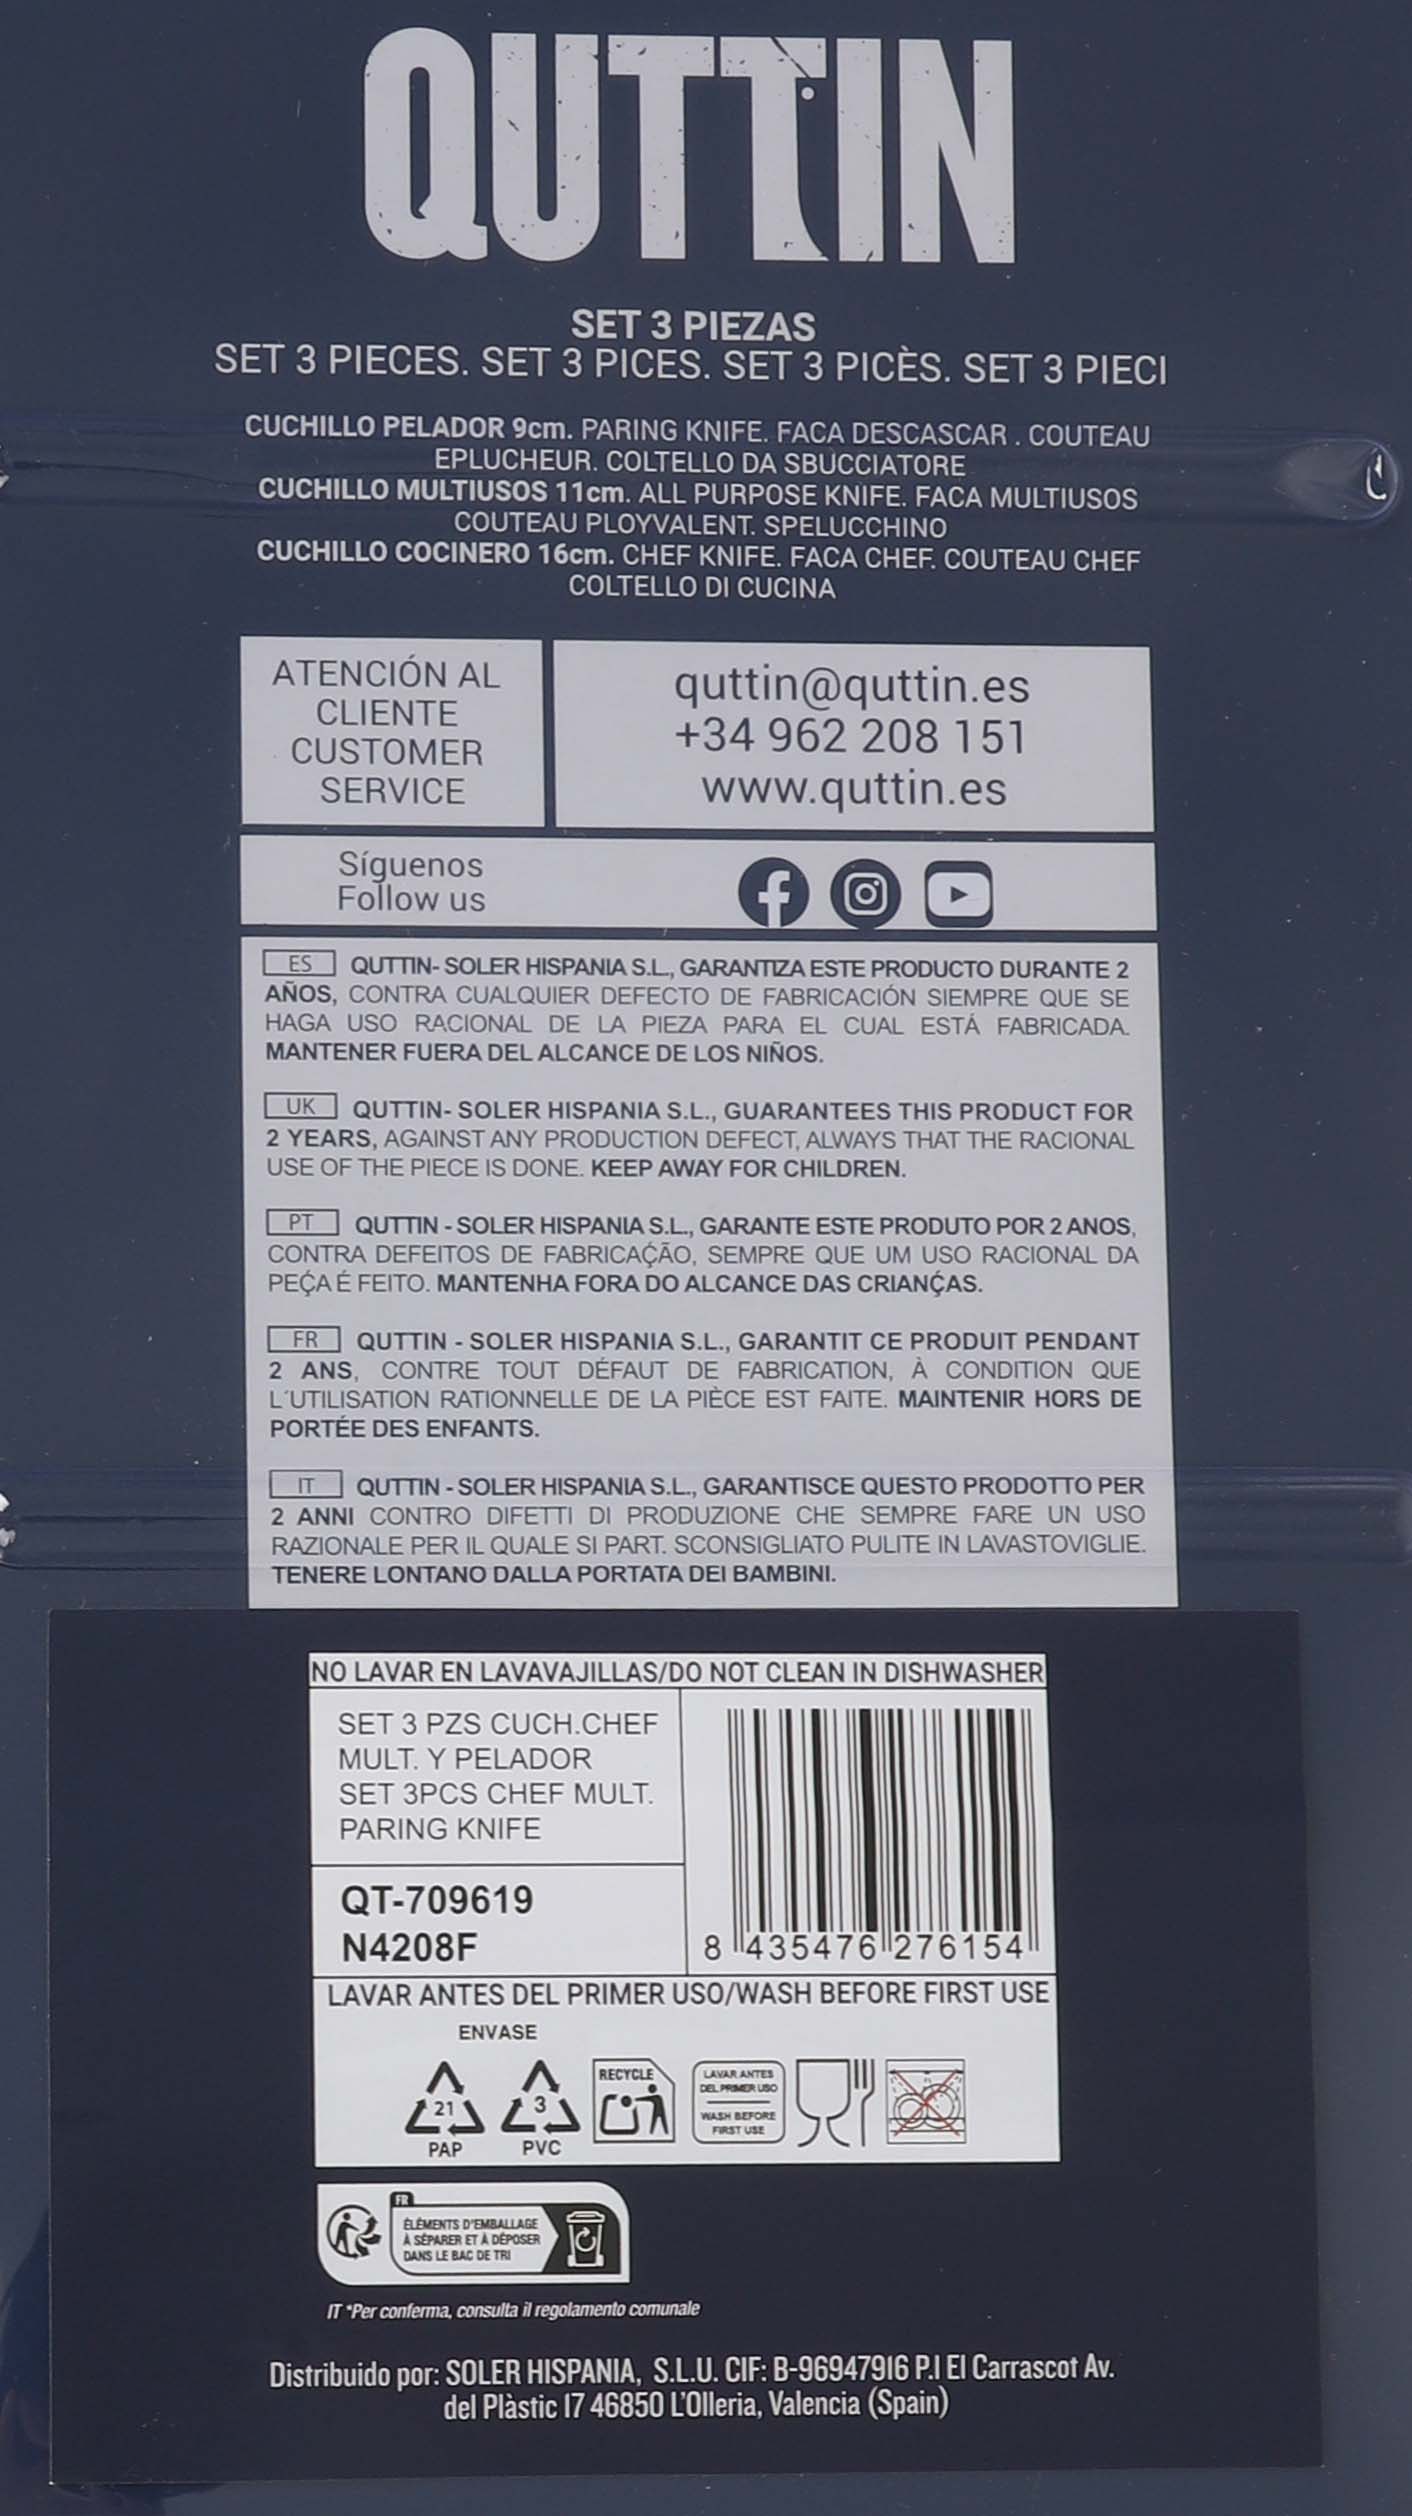 QUTTIN
SET 3 PIEZAS
SET 3 PIECES. SET 3 PICES. SET 3 PICÈS. SET 3 PIECI
CUCHILLO PELADOR 9cm. PARING KNIFE. FACA DESCASCAR . COUTEAU
EPLUCHEUR. COLTELLO DA SBUCCIATORE
CUCHILLO MULTIUSOS 11cm. ALL PURPOSE KNIFE. FACA MULTIUSOS
COUTEAU PLOYVALENT. SPELUCCHINO
CUCHILLO COCINERO 16cm. CHEF KNIFE. FACA CHEF. COUTEAU CHEF
COLTELLO DI CUCINA
ATENCIÓN AL
CLIENTE
CUSTOMER
SERVICE
quttin@quttin.es
+34 962 208 151
www.quttin.es
Síguenos
Follow us
ES QUTTIN- SOLER HISPANIA S.L., GARANTIZA ESTE PRODUCTO DURANTE 2
AÑOS, CONTRA CUALQUIER DEFECTO DE FABRICACIÓN SIEMPRE QUE SE
HAGA USO RACIONAL DE LA PIEZA PARA EL CUAL ESTÁ FABRICADA.
MANTENER FUERA DEL ALCANCE DE LOS NIÑOS.
UK QUTTIN- SOLER HISPANIA S.L., GUARANTEES THIS PRODUCT FOR
2 YEARS, AGAINST ANY PRODUCTION DEFECT, ALWAYS THAT THE RACIONAL
USE OF THE PIECE IS DONE. KEEP AWAY FOR CHILDREN.
PT QUTTIN - SOLER HISPANIA S.L., GARANTE ESTE PRODUTO POR 2 ANOS,
CONTRA DEFEITOS DE FABRICAÇÃO, SEMPRE QUE UM USO RACIONAL DA
PEÇA É FEITO. MANTENHA FORA DO ALCANCE DAS CRIANÇAS.
FR QUTTIN - SOLER HISPANIA S.L., GARANTIT CE PRODUIT PENDANT
2 ANS, CONTRE TOUT DÉFAUT DE FABRICATION, À CONDITION QUE
L´UTILISATION RATIONNELLE DE LA PIÈCE EST FAITE. MAINTENIR HORS DE
PORTÉE DES ENFANTS.
IT QUTTIN - SOLER HISPANIA S.L., GARANTISCE QUESTO PRODOTTO PER
2 ANNI CONTRO DIFETTI DI PRODUZIONE CHE SEMPRE FARE UN USO
RAZIONALE PER IL QUALE SI PART. SCONSIGLIATO PULITE IN LAVASTOVIGLIE.
TENERE LONTANO DALLA PORTATA DEI BAMBINI.
NO LAVAR EN LAVAVAJILLAS/DO NOT CLEAN IN DISHWASHER
SET 3 PZS CUCH.CHEF
MULT. Y PELADOR
SET 3PCS CHEF MULT.
PARING KNIFE
QT-709619
N4208F
8 435476 276154
LAVAR ANTES DEL PRIMER USO/WASH BEFORE FIRST USE
ENVASE
21
PAP
3
PVC
RECYCLE
LAVAR ANTES
DEL PRIMER USO
WASH BEFORE
FIRST USE
FR
ÉLÉMENTS D'EMBALLAGE
À SÉPARER ET À DÉPOSER
DANS LE BAC DE TRI
IT *Per conferma, consulta il regolamento comunale
Distribuido por: SOLER HISPANIA, S.L.U. CIF: B-96947916 P.I El Carrascot Av.
del Plàstic 17 46850 L'Olleria, Valencia (Spain)